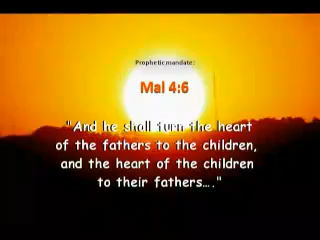 Prophetic mandate:
Mal 4:6
"And he shall turn the heart
of the fathers to the children,
and the heart of the children
to their fathers…."